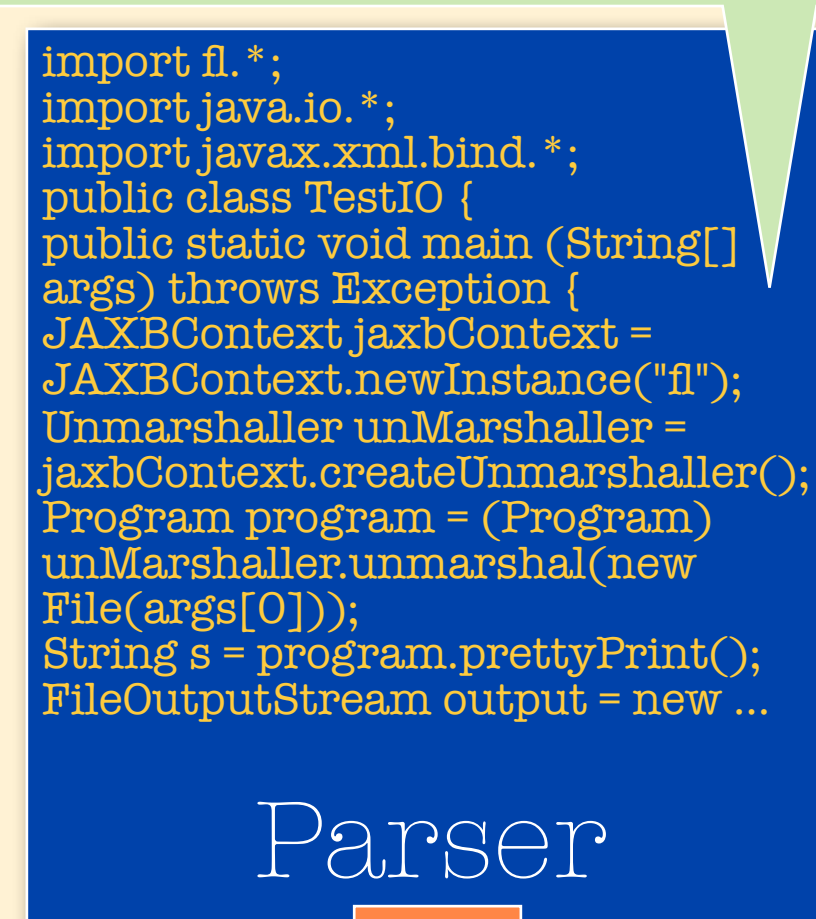 import fl.*;
import java.io.*;
import javax.xml.bind.*;
public class TestIO {
public static void main (String[]
args) throws Exception {
JAXBContext jaxbContext =
JAXBContext.newInstance("fl");
Unmarshaller unMarshaller =
jaxbContext.createUnmarshaller();
Program program = (Program)
unMarshaller.unmarshal(new
File(args[0]));
String s = program.prettyPrint();
FileOutputStream output = new ...
Parser